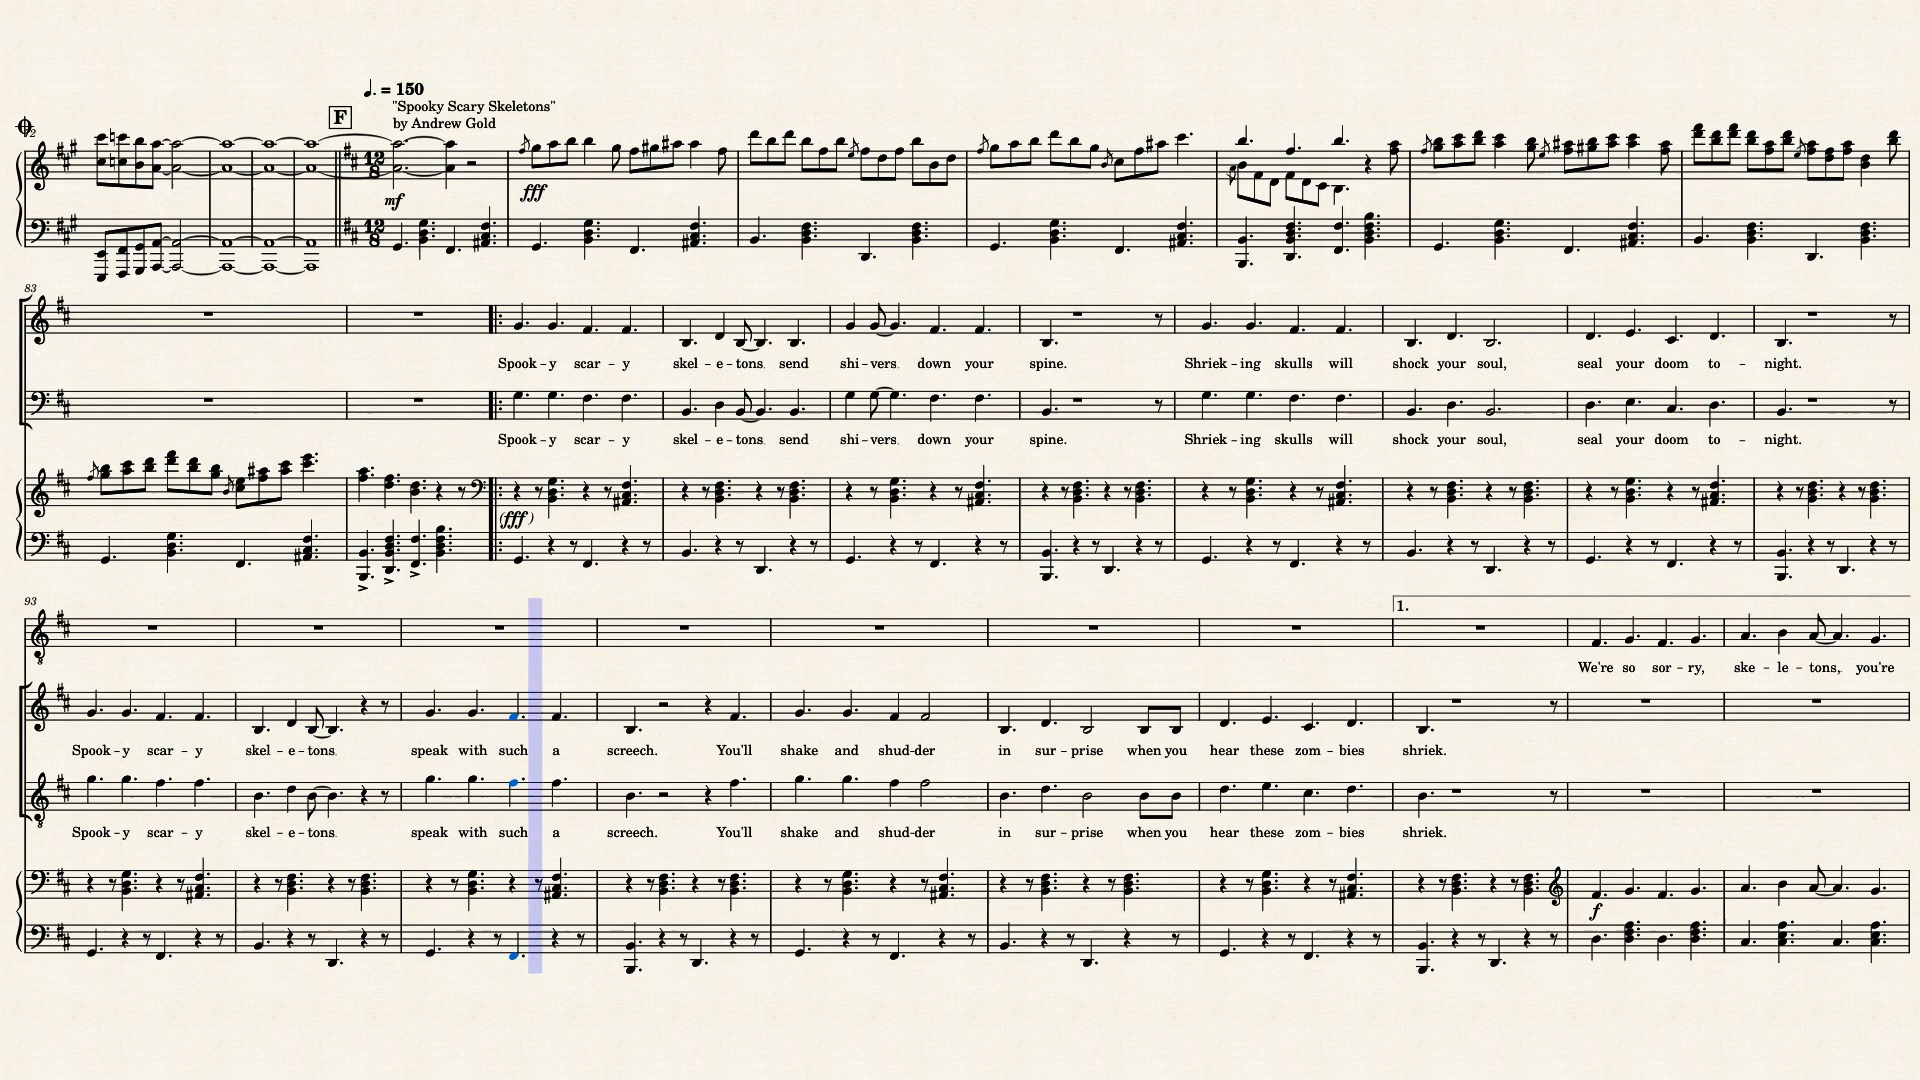 ♩. = 150
"Spooky Scary Skeletons"
F
by Andrew Gold
12
8
12
8
mf
fff
83
Spook – y scar – y skel – e – tons send shi – vers down your spine. Shriek – ing skulls will shock your soul, seal your doom to – night.
Spook – y scar – y skel – e – tons send shi – vers down your spine. Shriek – ing skulls will shock your soul, seal your doom to – night.
(fff)
93
1.
We're so sor – ry, ske – le – tons, you're
Spook – y scar – y skel – e – tons speak with such a screech. You'll shake and shud – der in sur – prise when you hear these zom – bies shriek.
8
Spook – y scar – y skel – e – tons speak with such a screech. You'll shake and shud – der in sur – prise when you hear these zom – bies shriek.
8
f